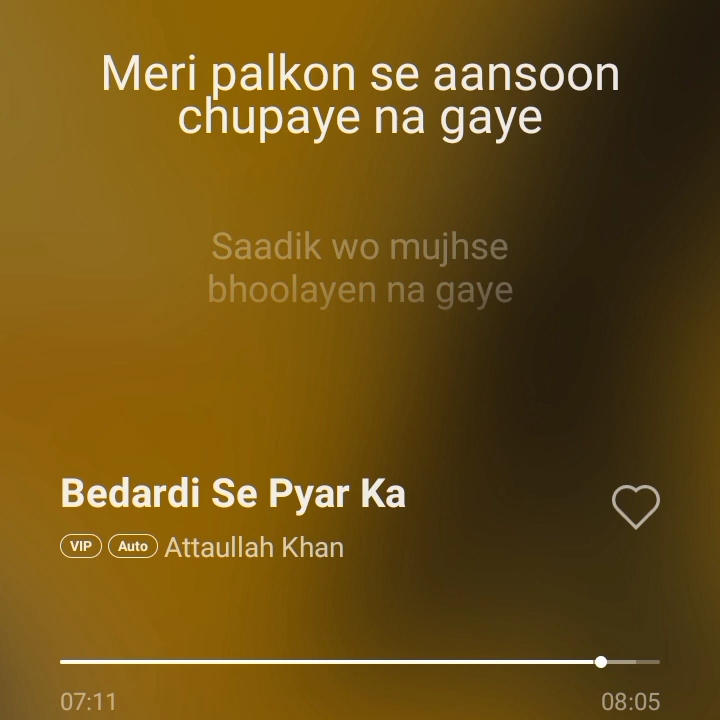 Meri palkon se aansoon
chupaye na gaye
Saadik wo mujhse
bhoolayen na gaye
Bedardi Se Pyar Ka
VIP Auto Attaullah Khan
07:11 08:05